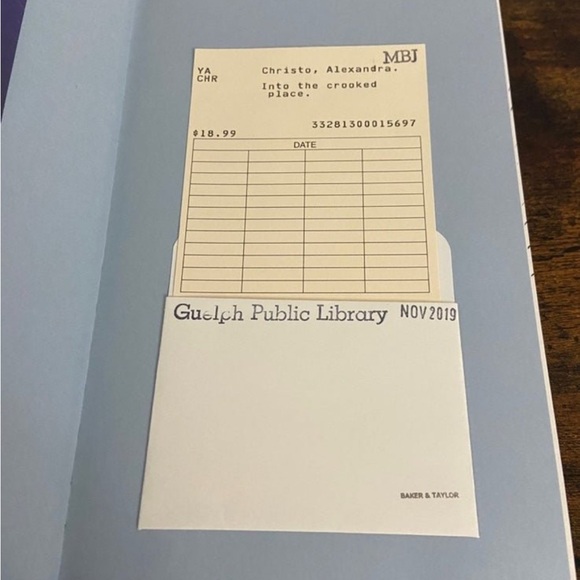 MBJ
YA Christo, Alexandra.
CHR
Into the crooked
place.
33281300015697
$18.99
DATE
Guelph Public Library NOV 2019
BAKER & TAYLOR